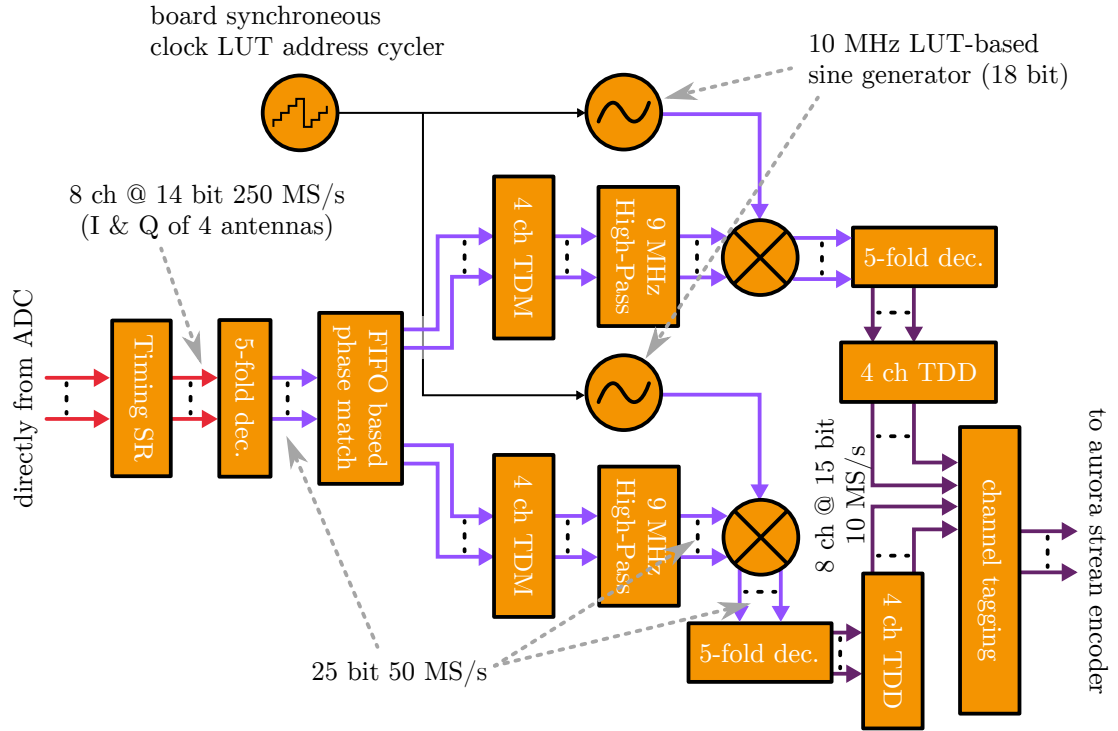 board synchroneous
clock LUT address cycler
10 MHz LUT-based
sine generator (18 bit)
8 ch @ 14 bit 250 MS/s
(I & Q of 4 antennas)
directly from ADC
Timing SR
5-fold dec.
FIFO based
phase match
4 ch TDM
9 MHz
High-Pass
5-fold dec.
4 ch TDD
4 ch TDM
9 MHz
High-Pass
5-fold dec.
4 ch TDD
8 ch @ 15 bit
10 MS/s
channel tagging
to aurora strean encoder
25 bit 50 MS/s